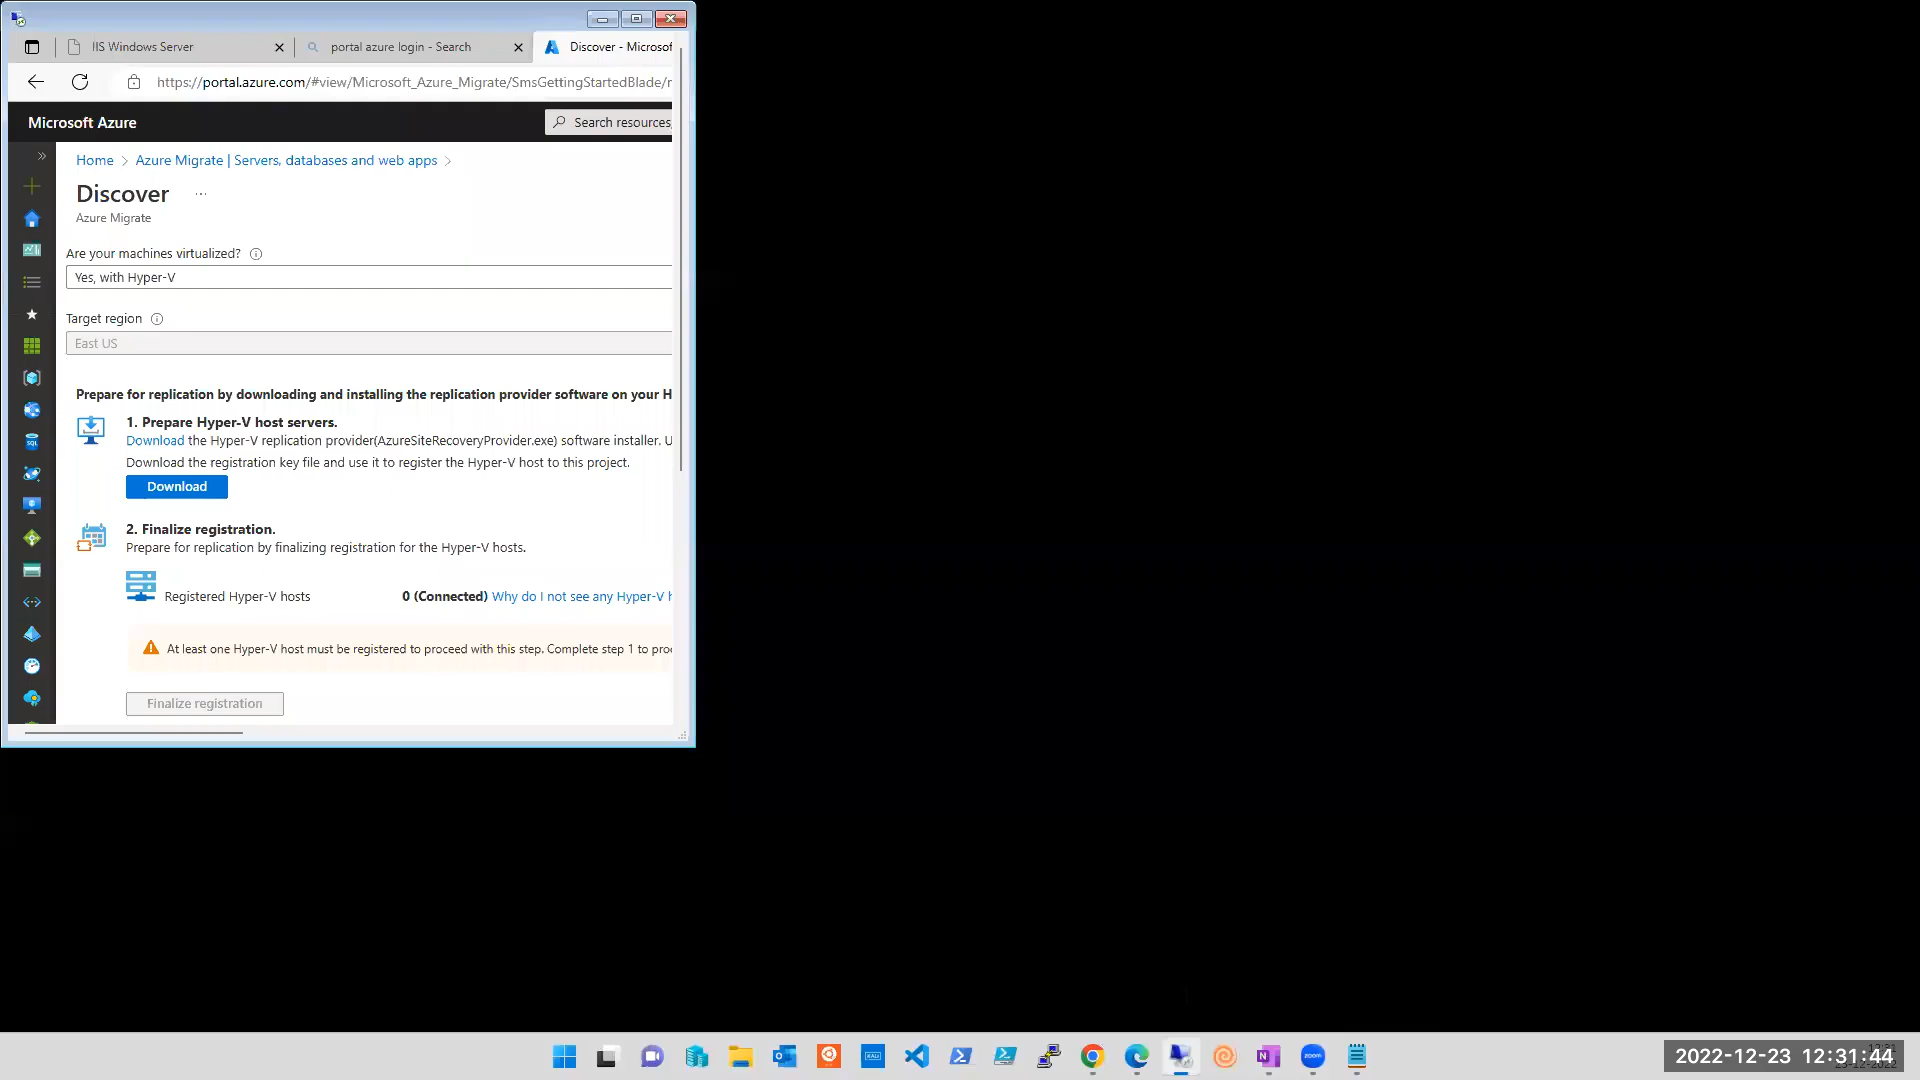 IIS Windows Server
portal azure login - Search
Discover - Microsof
https://portal.azure.com/#view/Microsoft_Azure_Migrate/SmsGettingStartedBlade/r
Microsoft Azure
Search resources,
Home > Azure Migrate | Servers, databases and web apps >
Discover ...
Azure Migrate
Are your machines virtualized?
Yes, with Hyper-V
Target region
East US
Prepare for replication by downloading and installing the replication provider software on your H
1. Prepare Hyper-V host servers.
Download the Hyper-V replication provider(AzureSiteRecoveryProvider.exe) software installer. U
Download the registration key file and use it to register the Hyper-V host to this project.
Download
2. Finalize registration.
Prepare for replication by finalizing registration for the Hyper-V hosts.
Registered Hyper-V hosts 0 (Connected) Why do I not see any Hyper-V h
At least one Hyper-V host must be registered to proceed with this step. Complete step 1 to pro
Finalize registration
zoom
2022-12-23 12:31:44